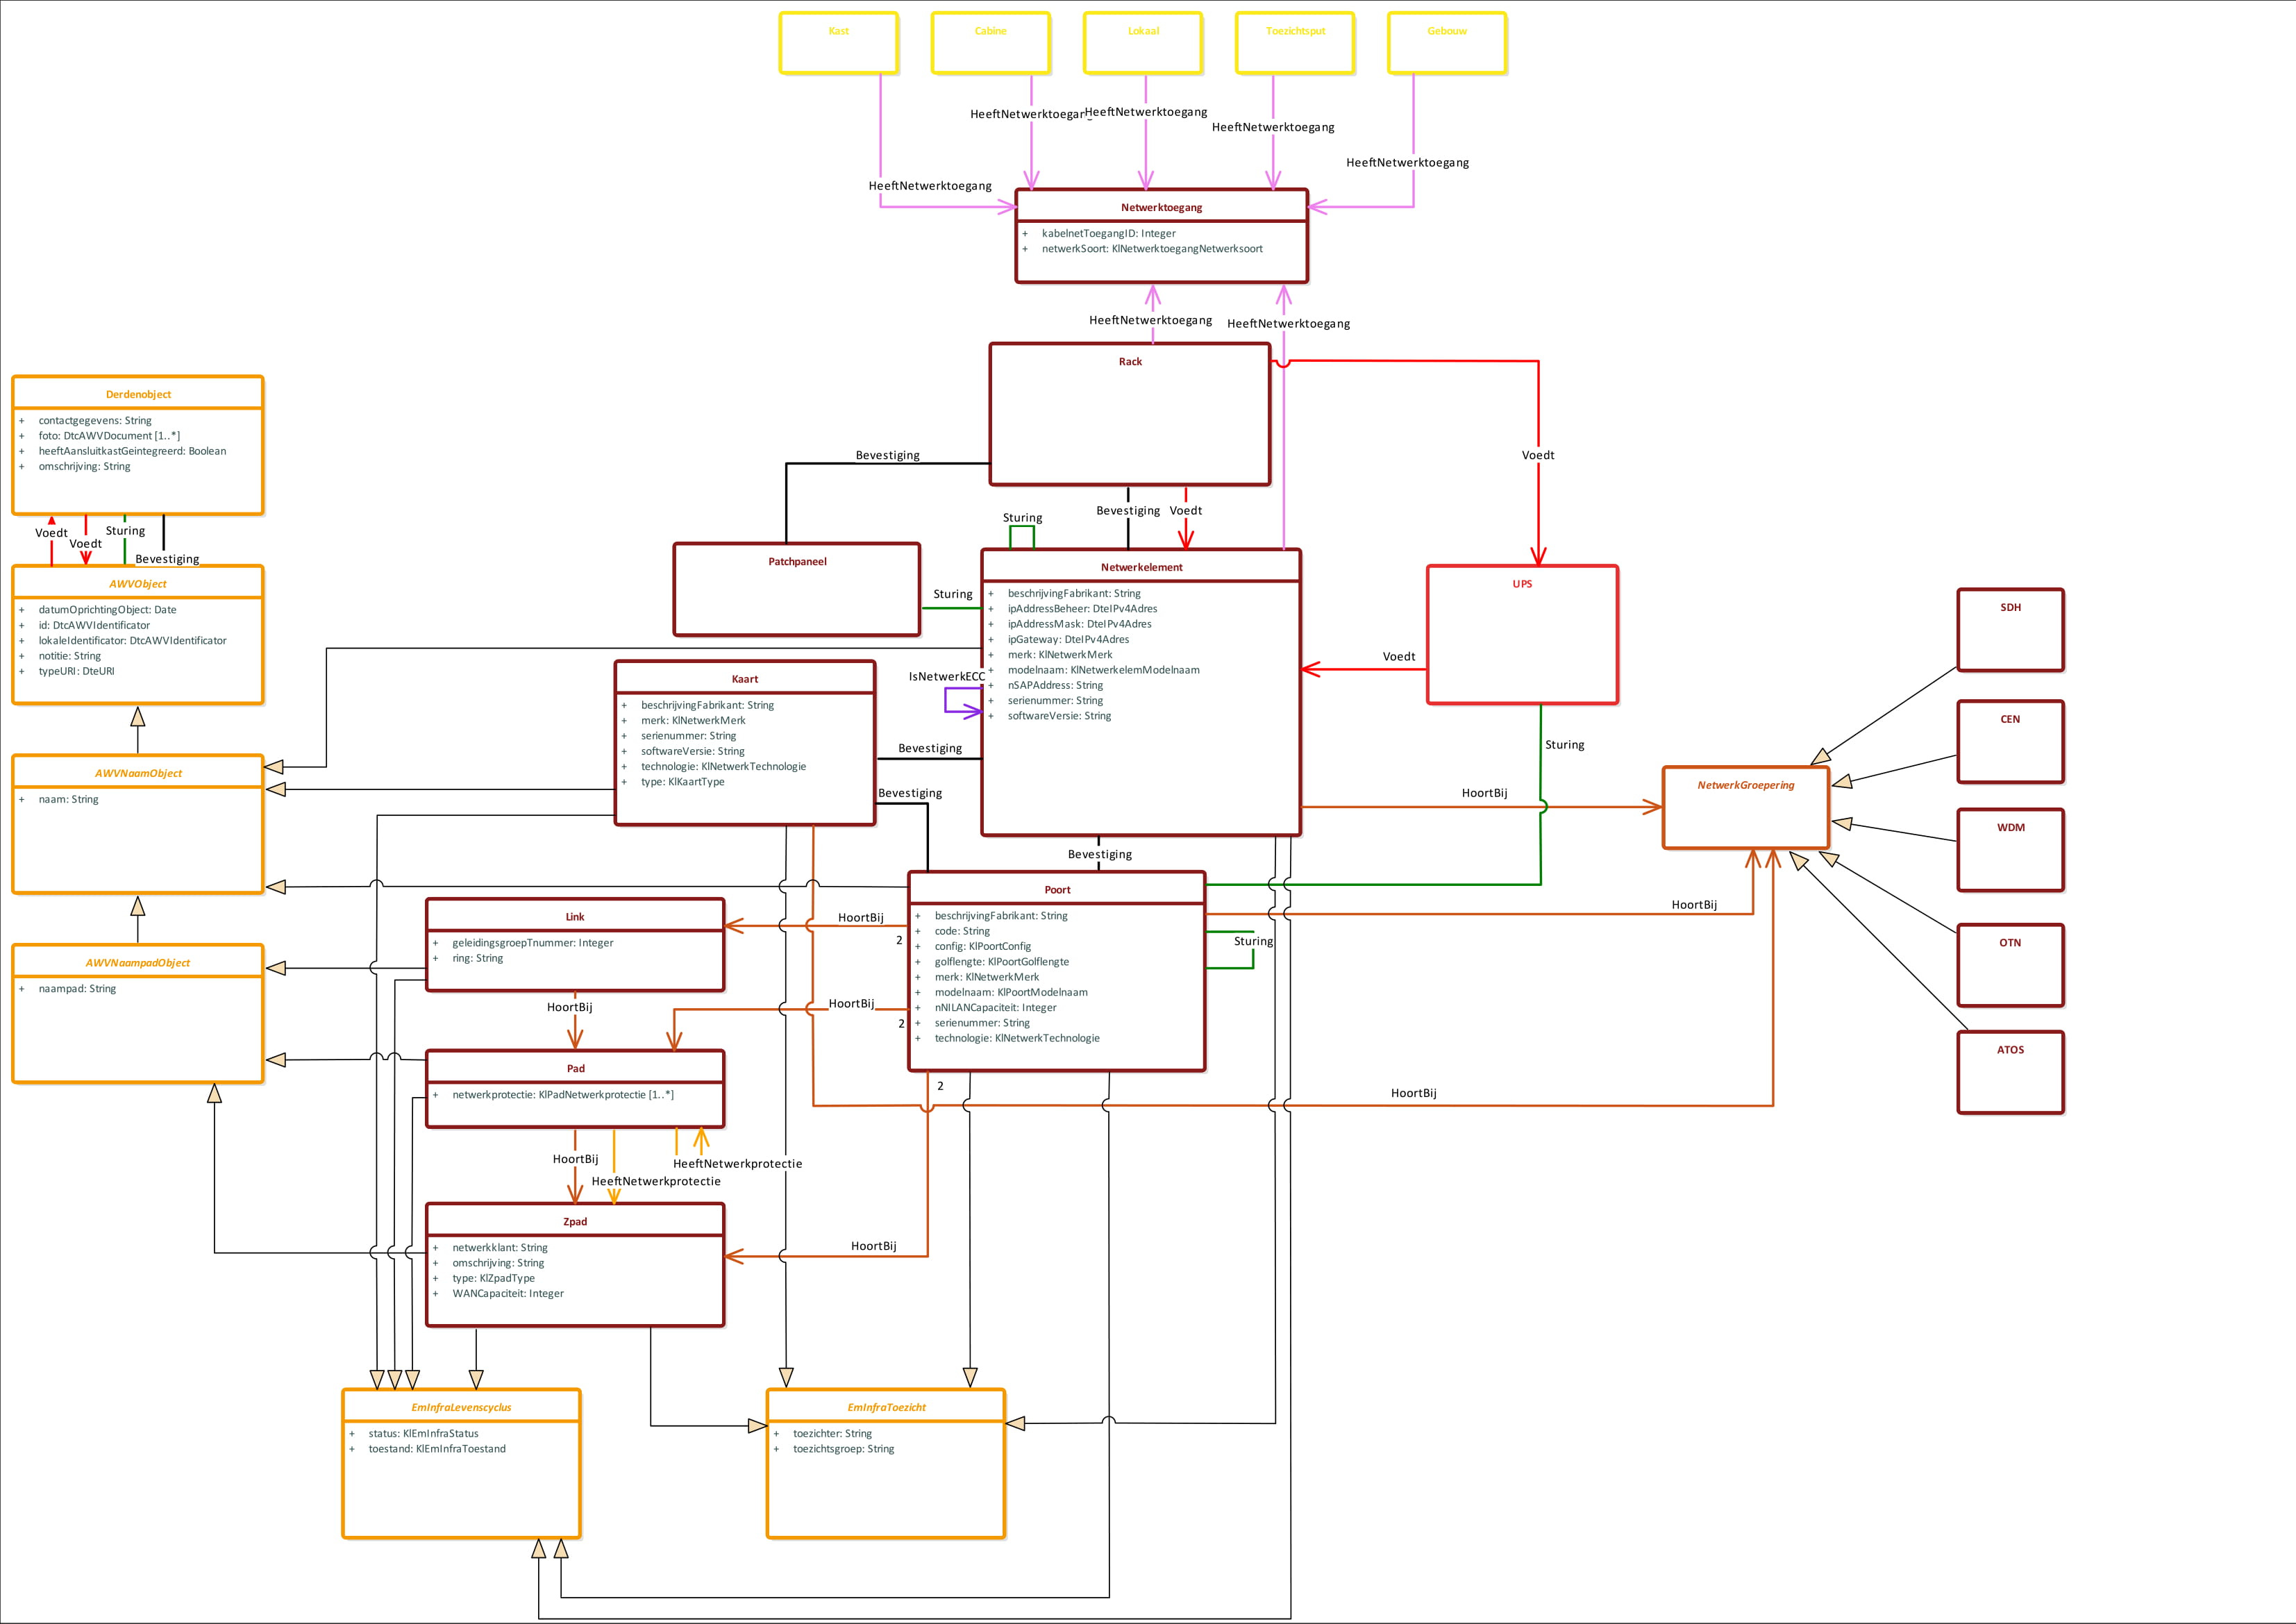 Kast
Cabine
Lokaal
Toezichtsput
Gebouw
HeeftNetwerktoegang
HeeftNetwerktoegang
HeeftNetwerktoegang
HeeftNetwerktoegang
HeeftNetwerktoegang
Netwerktoegang
+ kabelnetToegangID: Integer
+ netwerkSoort: KlNetwerktoegangNetwerksoort
HeeftNetwerktoegang
HeeftNetwerktoegang
Rack
Voedt
Bevestiging
Bevestiging
Voedt
Derdenobject
+ contactgegevens: String
+ foto: DtcAWVDocument [1..*]
+ heeftAansluitkastGeintegreerd: Boolean
+ omschrijving: String
Voedt
Voedt
Sturing
Bevestiging
AWVObject
+ datumOprichtingObject: Date
+ id: DtcAWVIdentificator
+ lokaleIdentificator: DtcAWVIdentificator
+ notitie: String
+ typeURI: DteURI
AWVNaamObject
+ naam: String
AWVNaampadObject
+ naampad: String
Patchpaneel
Sturing
Sturing
Netwerkelement
+ beschrijvingFabrikant: String
+ ipAddressBeheer: DteIPv4Adres
+ ipAddressMask: DteIPv4Adres
+ ipGateway: DteIPv4Adres
+ merk: KlNetwerkMerk
+ modelnaam: KlNetwerkelemModelnaam
+ nSAPAddress: String
+ serienummer: String
+ softwareVersie: String
IsNetwerkECC
UPS
Voedt
Sturing
Kaart
+ beschrijvingFabrikant: String
+ merk: KlNetwerkMerk
+ serienummer: String
+ softwareVersie: String
+ technologie: KlNetwerkTechnologie
+ type: KlKaartType
Bevestiging
Bevestiging
Bevestiging
HoortBij
NetwerkGroepering
SDH
CEN
WDM
OTN
ATOS
Poort
+ beschrijvingFabrikant: String
+ code: String
+ config: KlPoortConfig
+ golflengte: KlPoortGolflengte
+ merk: KlNetwerkMerk
+ modelnaam: KlPoortModelnaam
+ nNILANCapaciteit: Integer
+ serienummer: String
+ technologie: KlNetwerkTechnologie
HoortBij
Sturing
HoortBij
2
HoortBij
2
2
HoortBij
Link
+ geleidingsgroepTnummer: Integer
+ ring: String
HoortBij
Pad
+ netwerkprotectie: KlPadNetwerkprotectie [1..*]
HoortBij
HeeftNetwerkprotectie
HeeftNetwerkprotectie
Zpad
+ netwerkklant: String
+ omschrijving: String
+ type: KlZpadType
+ WANCapaciteit: Integer
HoortBij
EmInfraLevenscyclus
+ status: KlEmInfraStatus
+ toestand: KlEmInfraToestand
EmInfraToezicht
+ toezichter: String
+ toezichtsgroep: String